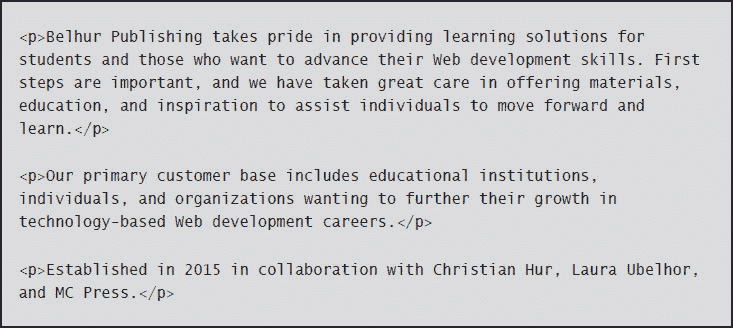 <p>Belhur Publishing takes pride in providing learning solutions for
students and those who want to advance their Web development skills. First
steps are important, and we have taken great care in offering materials,
education, and inspiration to assist individuals to move forward and
learn.</p>
<p>Our primary customer base includes educational institutions,
individuals, and organizations wanting to further their growth in
technology-based Web development careers.</p>
<p>Established in 2015 in collaboration with Christian Hur, Laura Ubelhor,
and MC Press.</p>